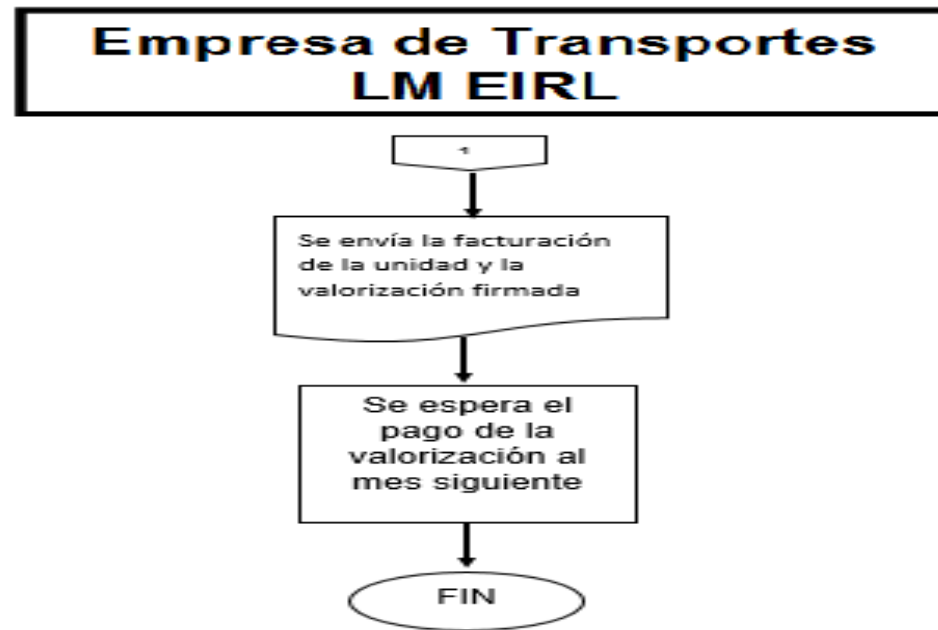 Empresa de Transportes
LM EIRL
1
Se envía la facturación
de la unidad y la
valorización firmada
Se espera el
pago de la
valorización al
mes siguiente
FIN